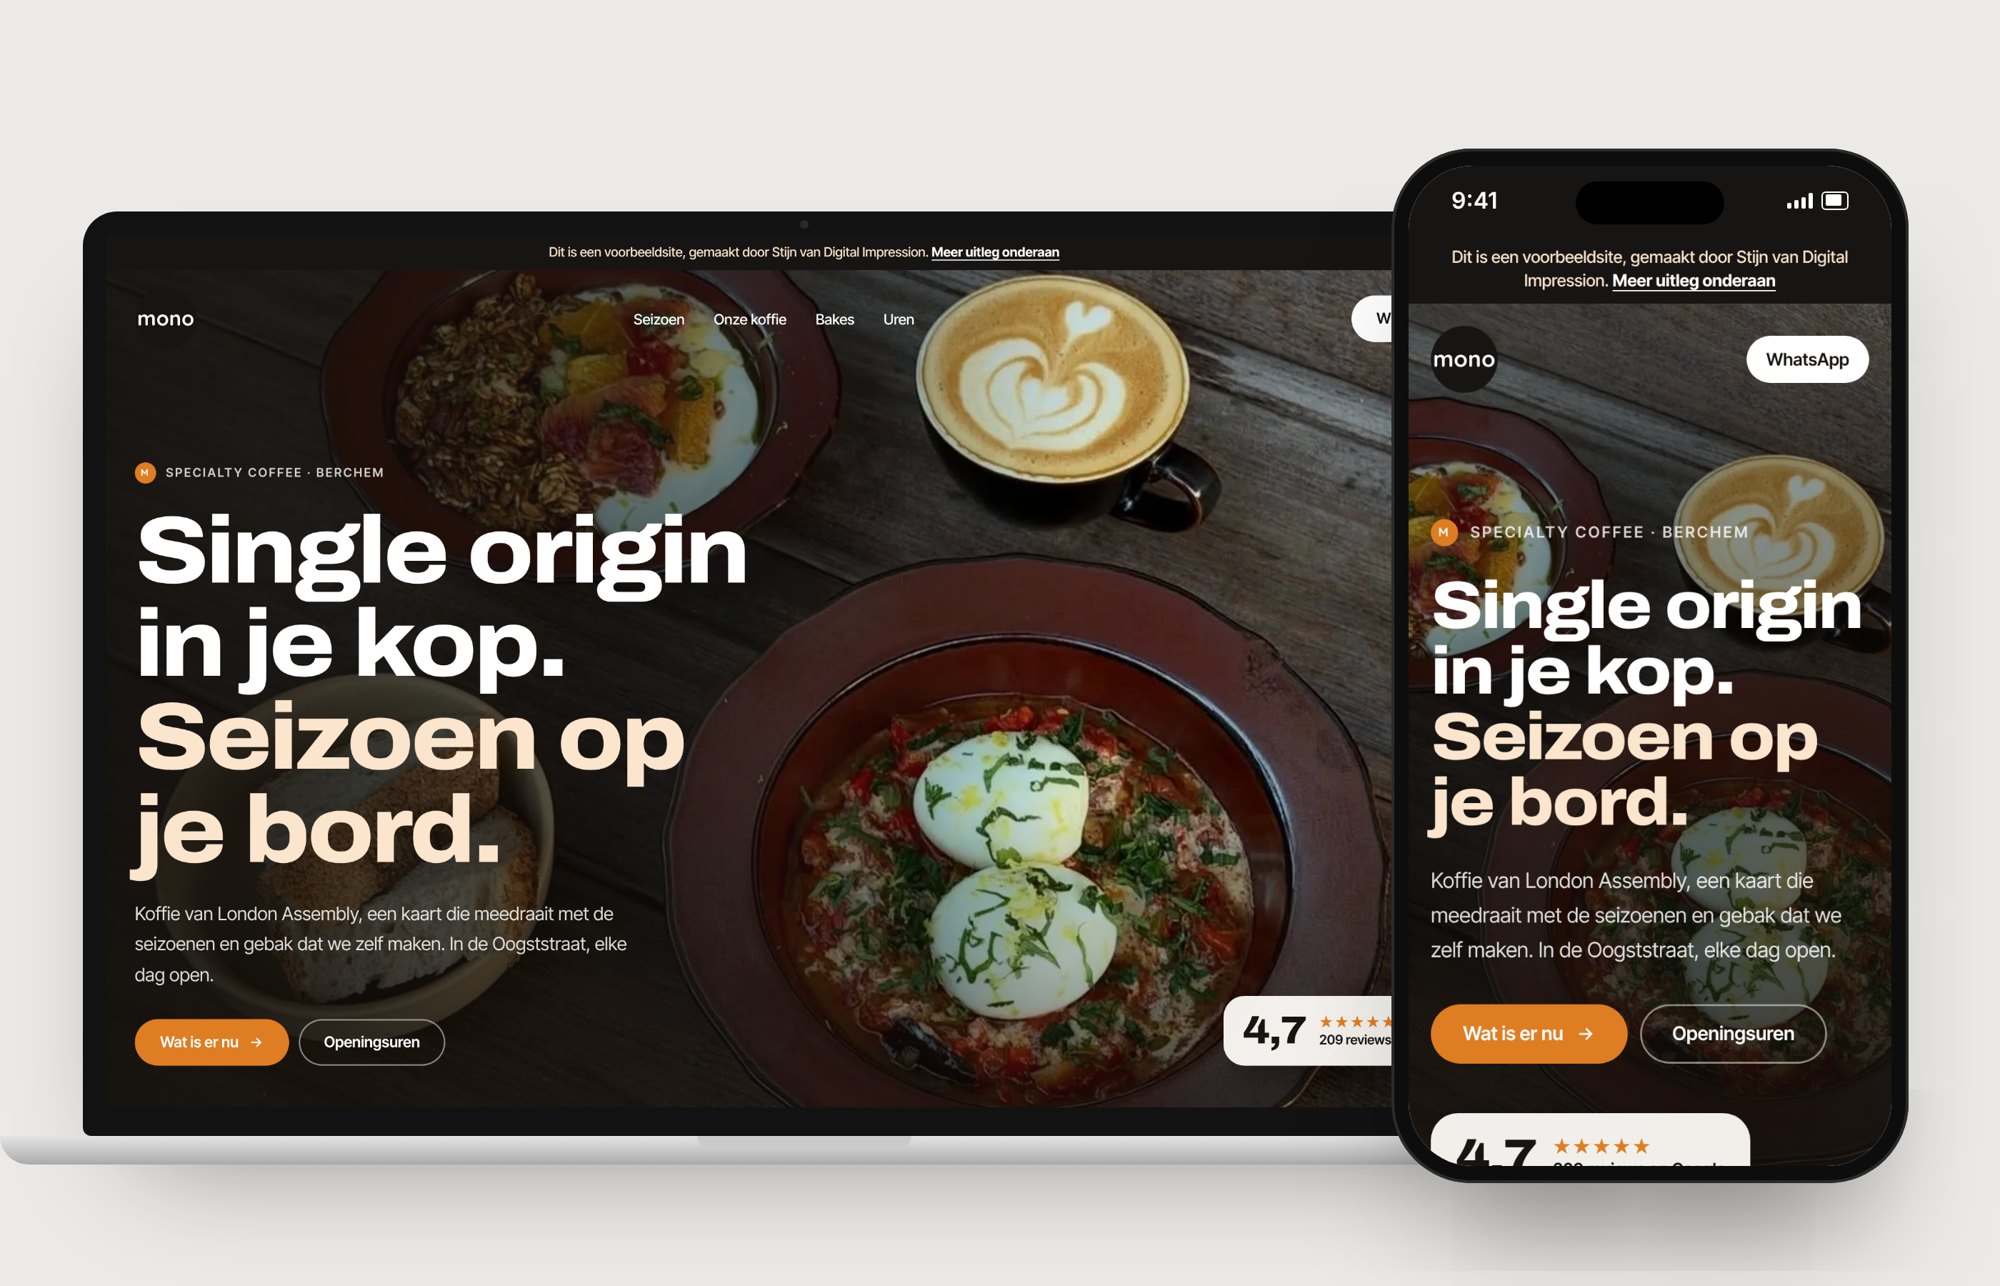 Dit is een voorbeeldsite, gemaakt door Stijn van Digital Impression. Meer uitleg onderaan
mono
Seizoen Onze koffie Bakes Uren
W
M SPECIALTY COFFEE · BERCHEM
Single origin
in je kop.
Seizoen op
je bord.
Koffie van London Assembly, een kaart die meedraait met de
seizoenen en gebak dat we zelf maken. In de Oogststraat, elke
dag open.
Wat is er nu → Openingsuren
4,7 ★★★★★
209 reviews
9:41
Dit is een voorbeeldsite, gemaakt door Stijn van Digital
Impression. Meer uitleg onderaan
mono
WhatsApp
M SPECIALTY COFFEE · BERCHEM
Single origin
in je kop.
Seizoen op
je bord.
Koffie van London Assembly, een kaart die
meedraait met de seizoenen en gebak dat we
zelf maken. In de Oogststraat, elke dag open.
Wat is er nu → Openingsuren
4,7 ★★★★★